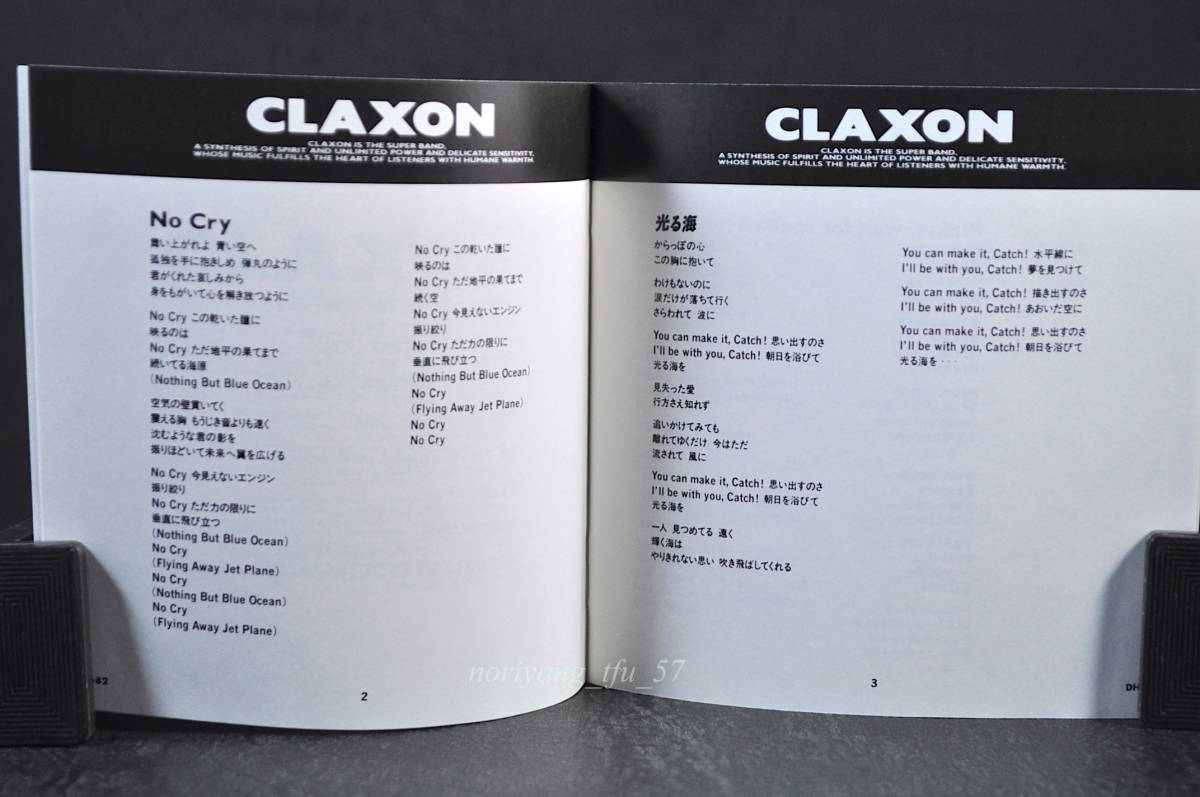 CLAXON
CLAXON IS THE SUPER BAND.
A SYNTHESIS OF SPIRIT AND UNLIMITED POWER AND DELICATE SENSITIVITY.
WHOSE MUSIC FULFILLS THE HEART OF LISTENERS WITH HUMANE WARMTH.
No Cry
舞い上がれよ 青い空へ
孤独を手に抱きしめ 弾丸のように
君がくれた哀しみから
身をもがいて心を解き放つように
No Cry この乾いた瞳に
映るのは
No Cry ただ地平の果てまで
続いてる海原
(Nothing But Blue Ocean)
空気の壁貫いてく
震える胸 もうじき音よりも速く
沈むような君の影を
振りほどいて未来へ翼を広げる
No Cry 今見えないエンジン
振り絞り
No Cry ただ力の限りに
垂直に飛び立つ
(Nothing But Blue Ocean)
No Cry
(Flying Away Jet Plane)
No Cry
(Nothing But Blue Ocean)
No Cry
(Flying Away Jet Plane)
No Cry この乾いた瞳に
映るのは
No Cry ただ地平の果てまで
続く空
No Cry 今見えないエンジン
振り絞り
No Cry ただ力の限りに
垂直に飛び立つ
(Nothing But Blue Ocean)
No Cry
(Flying Away Jet Plane)
No Cry
No Cry
62
2
CLAXON
CLAXON IS THE SUPER BAND.
A SYNTHESIS OF SPIRIT AND UNLIMITED POWER AND DELICATE SENSITIVITY.
WHOSE MUSIC FULFILLS THE HEART OF LISTENERS WITH HUMANE WARMTH.
光る海
からっぽの心
この胸に抱いて
わけもないのに
涙だけが落ちて行く
さらわれて 波に
You can make it, Catch! 思い出すのさ
I'll be with you, Catch! 朝日を浴びて
光る海を
見失った愛
行方さえ知れず
追いかけてみても
離れてゆくだけ 今はただ
流されて 風に
You can make it, Catch! 思い出すのさ
I'll be with you, Catch! 朝日を浴びて
光る海を
一人 見つめてる 遠く
輝く海は
やりきれない思い 吹き飛ばしてくれる
You can make it, Catch! 水平線に
I'll be with you, Catch! 夢を見つけて
You can make it, Catch! 描き出すのさ
I'll be with you, Catch! あおいだ空に
You can make it, Catch! 思い出すのさ
I'll be with you, Catch! 朝日を浴びて
光る海を・・・
3
DH
noriyang_tfu_57